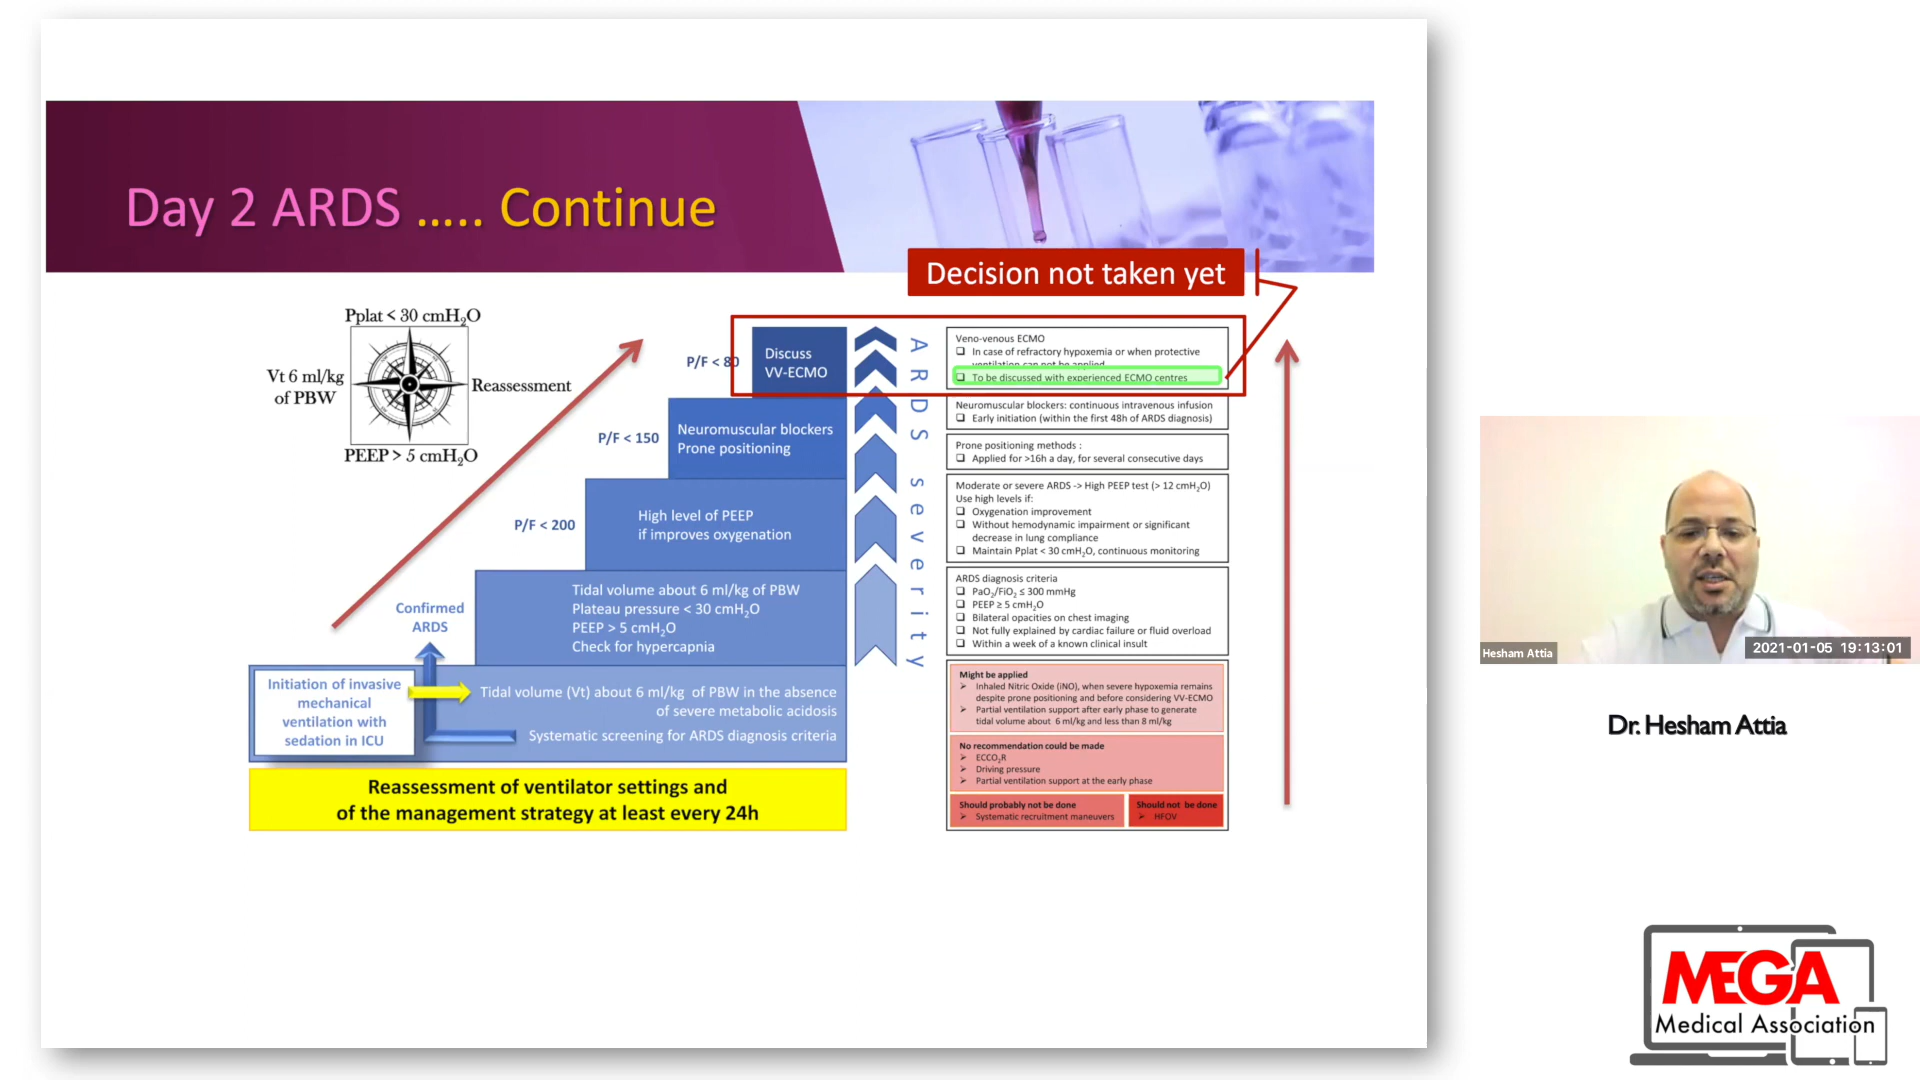 Day 2 ARDS ..... Continue
Decision not taken yet
Pplat < 30 cmH2O
Vt 6 ml/kg
of PBW
Reassessment
PEEP > 5 cmH2O
P/F < 80
Discuss
VV-ECMO
P/F < 150
Neuromuscular blockers
Prone positioning
P/F < 200
High level of PEEP
if improves oxygenation
Confirmed
ARDS
Tidal volume about 6 ml/kg of PBW
Plateau pressure < 30 cmH2O
PEEP > 5 cmH2O
Check for hypercapnia
Initiation of invasive
mechanical
ventilation with
sedation in ICU
Tidal volume (Vt) about 6 ml/kg of PBW in the absence
of severe metabolic acidosis
Systematic screening for ARDS diagnosis criteria
Reassessment of ventilator settings and
of the management strategy at least every 24h
ARDS severity
Veno-venous ECMO
In case of refractory hypoxemia or when protective
ventilation can not be applied
To be discussed with experienced ECMO centres
Neuromuscular blockers: continuous intravenous infusion
Early initiation (within the first 48h of ARDS diagnosis)
Prone positioning methods :
Applied for >16h a day, for several consecutive days
Moderate or severe ARDS -> High PEEP test (> 12 cmH2O)
Use high levels if:
Oxygenation improvement
Without hemodynamic impairment or significant
decrease in lung compliance
Maintain Pplat < 30 cmH2O, continuous monitoring
ARDS diagnosis criteria
PaO2/FiO2 ≤ 300 mmHg
PEEP ≥ 5 cmH2O
Bilateral opacities on chest imaging
Not fully explained by cardiac failure or fluid overload
Within a week of a known clinical insult
Might be applied
Inhaled Nitric Oxide (iNO), when severe hypoxemia remains
despite prone positioning and before considering VV-ECMO
Partial ventilation support after early phase to generate
tidal volume about 6 ml/kg and less than 8 ml/kg
No recommendation could be made
ECCO2R
Driving pressure
Partial ventilation support at the early phase
Should probably not be done
Systematic recruitment maneuvers
Should not be done
HFOV
Hesham Attia
2021-01-05 19:13:01
Dr. Hesham Attia
MEGA
Medical Association